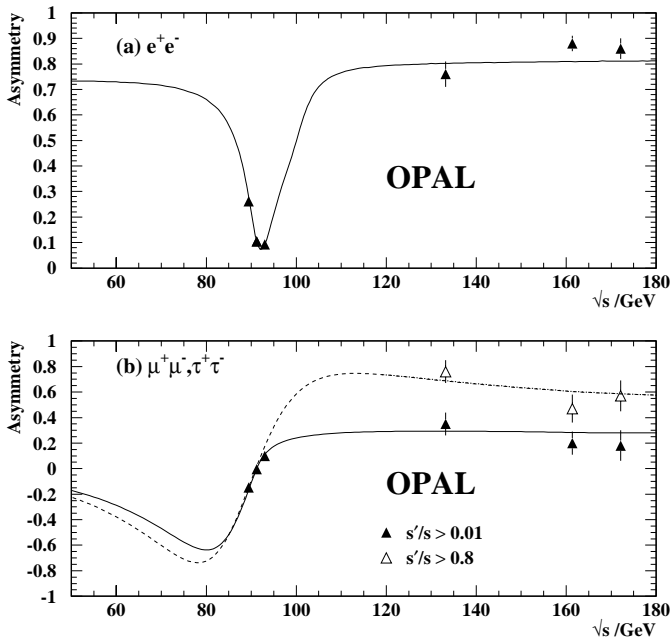 Asymmetry
(a) e⁺e⁻
OPAL
1
0.9
0.8
0.7
0.6
0.5
0.4
0.3
0.2
0.1
0
60 80 100 120 140 160 180
√s /GeV
Asymmetry
(b) μ⁺μ⁻,τ⁺τ⁻
OPAL
s′/s > 0.01
s′/s > 0.8
1
0.8
0.6
0.4
0.2
0
-0.2
-0.4
-0.6
-0.8
-1
60 80 100 120 140 160 180
√s /GeV